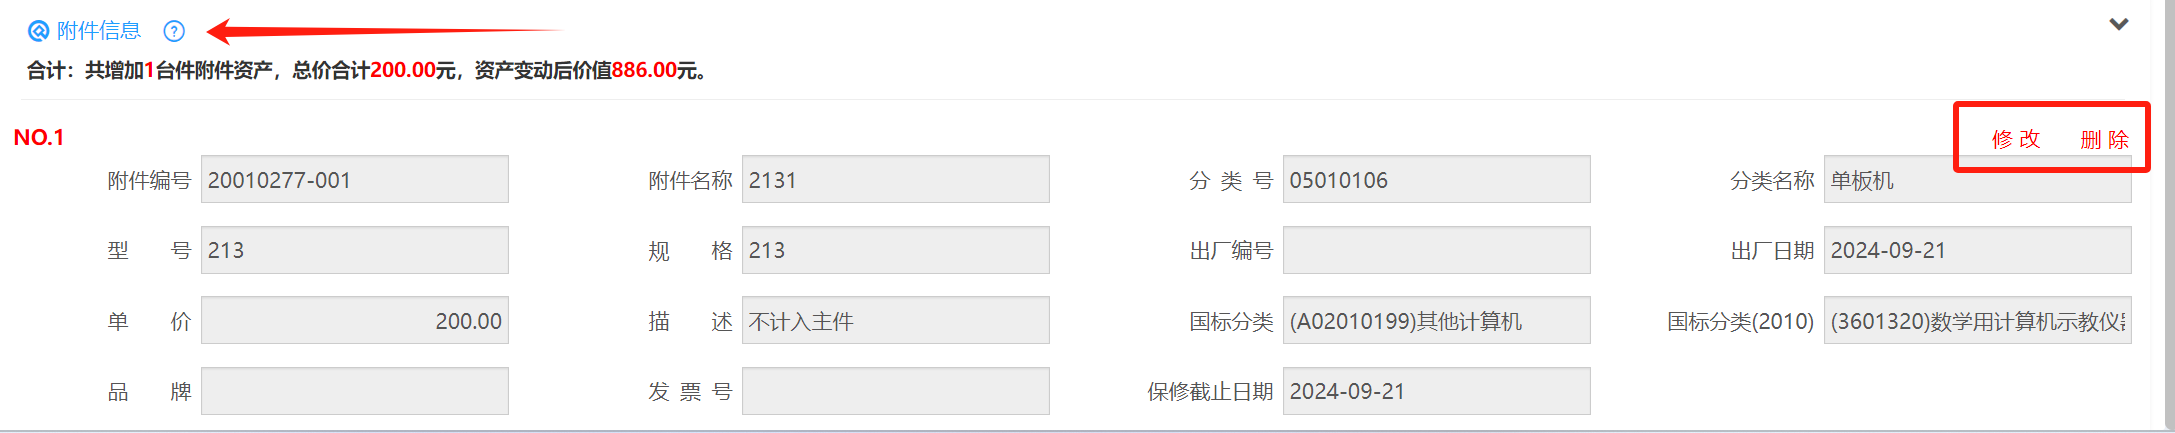 附件信息 ?
合计：共增加1台件附件资产，总价合计200.00元，资产变动后价值886.00元。
NO.1 修 改 删 除
附件编号 20010277-001 附件名称 2131 分 类 号 05010106 分类名称 单板机
型 号 213 规 格 213 出厂编号 出厂日期 2024-09-21
单 价 200.00 描 述 不计入主件 国标分类 (A02010199)其他计算机 国标分类(2010) (3601320)数学用计算机示教仪
品 牌 发 票 号 保修截止日期 2024-09-21